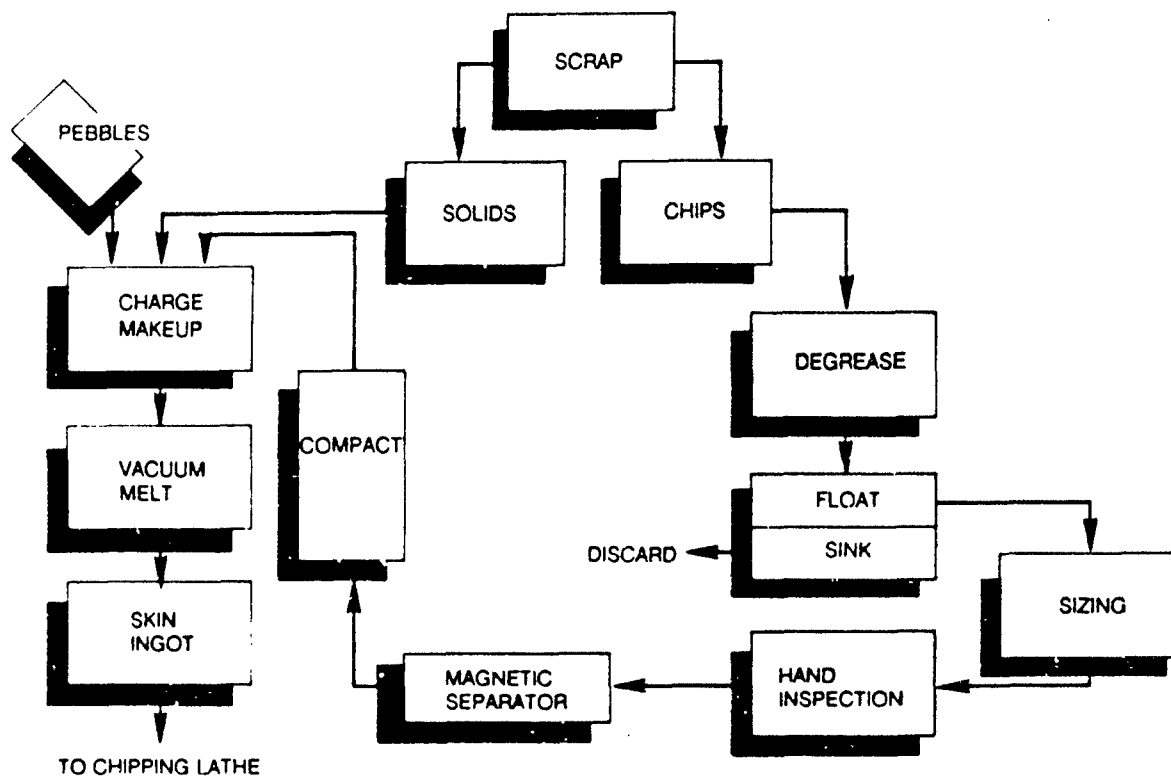 SCRAP
PEBBLES
SOLIDS
CHIPS
CHARGE
MAKEUP
DEGREASE
COMPACT
VACUUM
MELT
FLOAT
SINK
DISCARD
SIZING
SKIN
INGOT
MAGNETIC
SEPARATOR
HAND
INSPECTION
TO CHIPPING LATHE